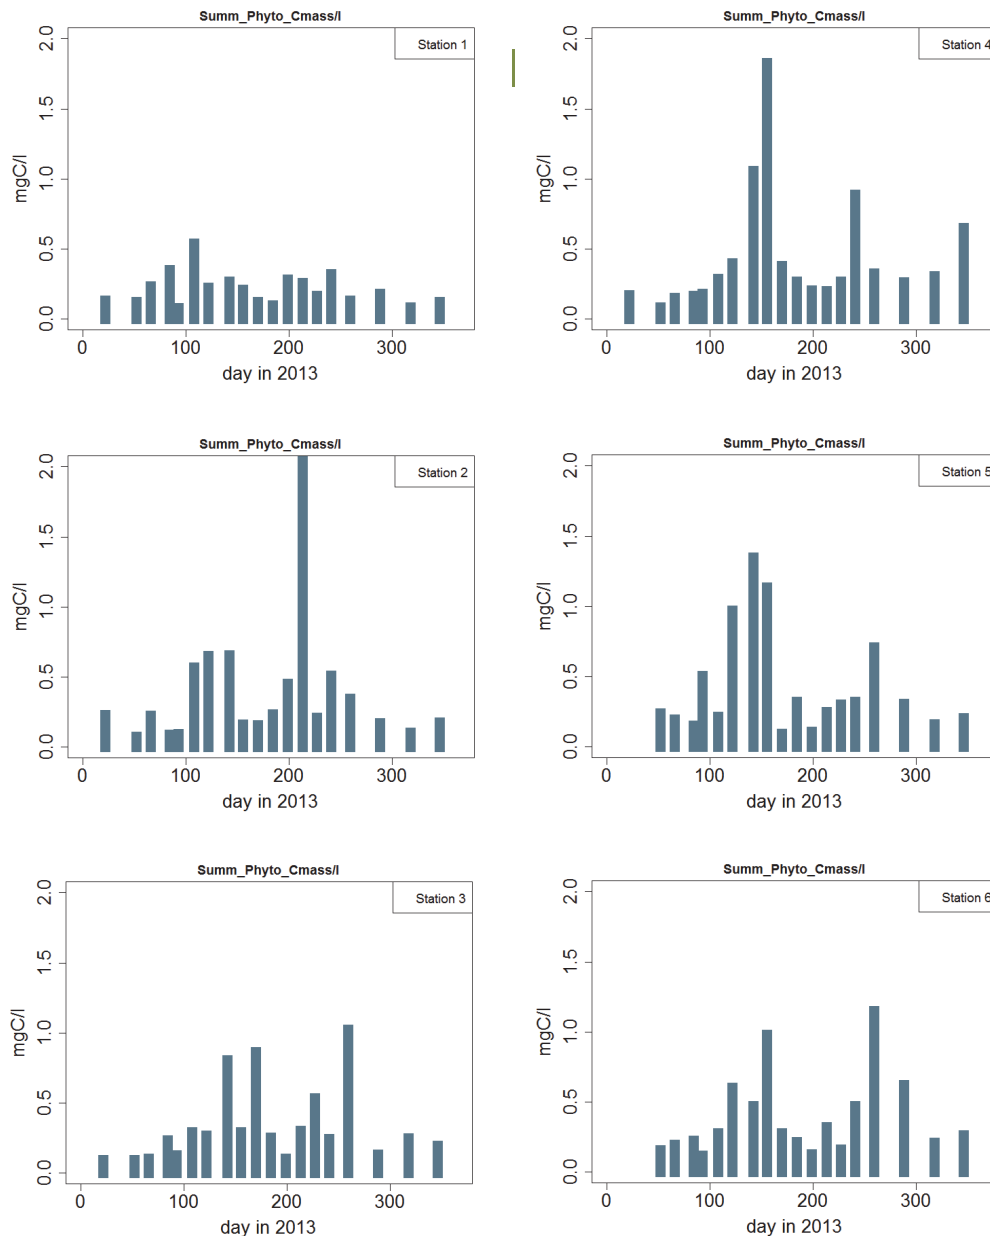 Summ_Phyto_Cmass/l
Station 1
mgC/l
2.0
1.5
1.0
0.5
0.0
0 100 200 300
day in 2013
Summ_Phyto_Cmass/l
Station 4
mgC/l
2.0
1.5
1.0
0.5
0.0
0 100 200 300
day in 2013
Summ_Phyto_Cmass/l
Station 2
mgC/l
2.0
1.5
1.0
0.5
0.0
0 100 200 300
day in 2013
Summ_Phyto_Cmass/l
Station 5
mgC/l
2.0
1.5
1.0
0.5
0.0
0 100 200 300
day in 2013
Summ_Phyto_Cmass/l
Station 3
mgC/l
2.0
1.5
1.0
0.5
0.0
0 100 200 300
day in 2013
Summ_Phyto_Cmass/l
Station 6
mgC/l
2.0
1.5
1.0
0.5
0.0
0 100 200 300
day in 2013